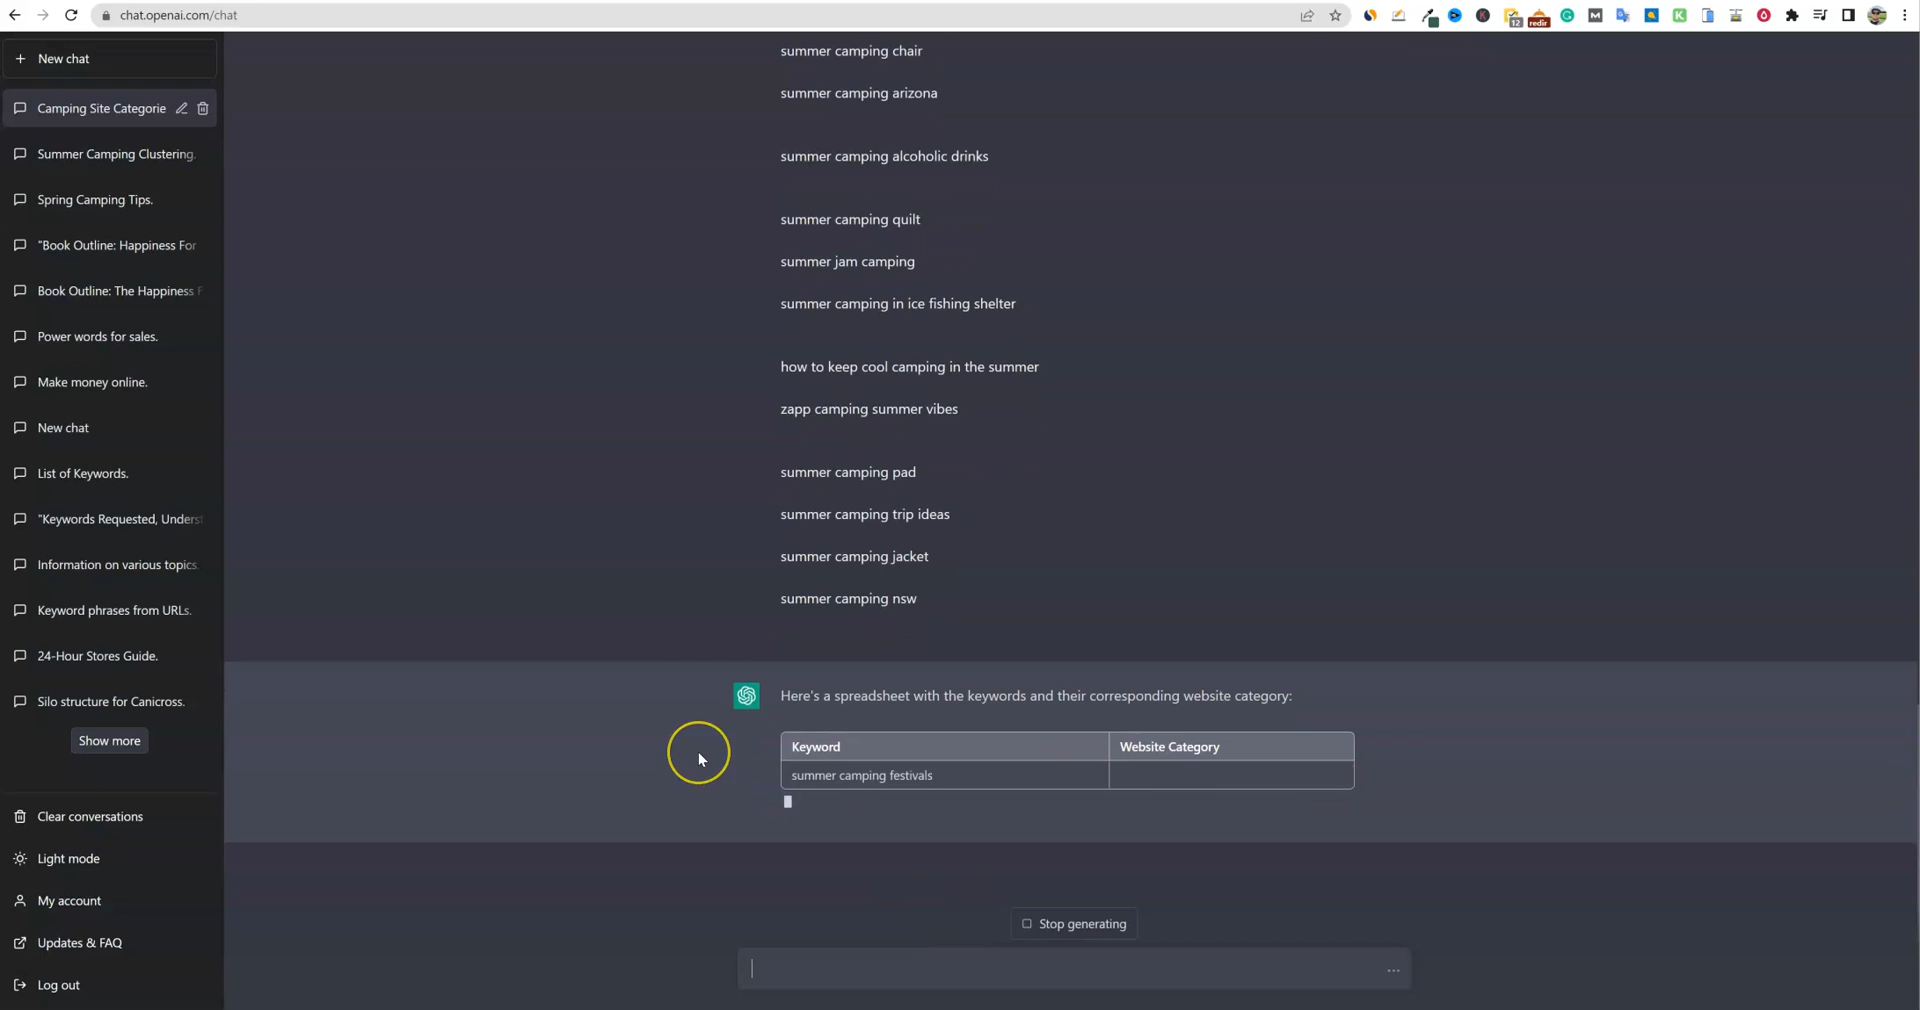 chat.openai.com/chat
12
redir
New chat
Camping Site Categorie
Summer Camping Clustering.
Spring Camping Tips.
"Book Outline: Happiness For
Book Outline: The Happiness F
Power words for sales.
Make money online.
New chat
List of Keywords.
"Keywords Requested, Underst
Information on various topics.
Keyword phrases from URLs.
24-Hour Stores Guide.
Silo structure for Canicross.
Show more
Clear conversations
Light mode
My account
Updates & FAQ
Log out
summer camping chair
summer camping arizona
summer camping alcoholic drinks
summer camping quilt
summer jam camping
summer camping in ice fishing shelter
how to keep cool camping in the summer
zapp camping summer vibes
summer camping pad
summer camping trip ideas
summer camping jacket
summer camping nsw
Here's a spreadsheet with the keywords and their corresponding website category:
Keyword Website Category
summer camping festivals
Stop generating